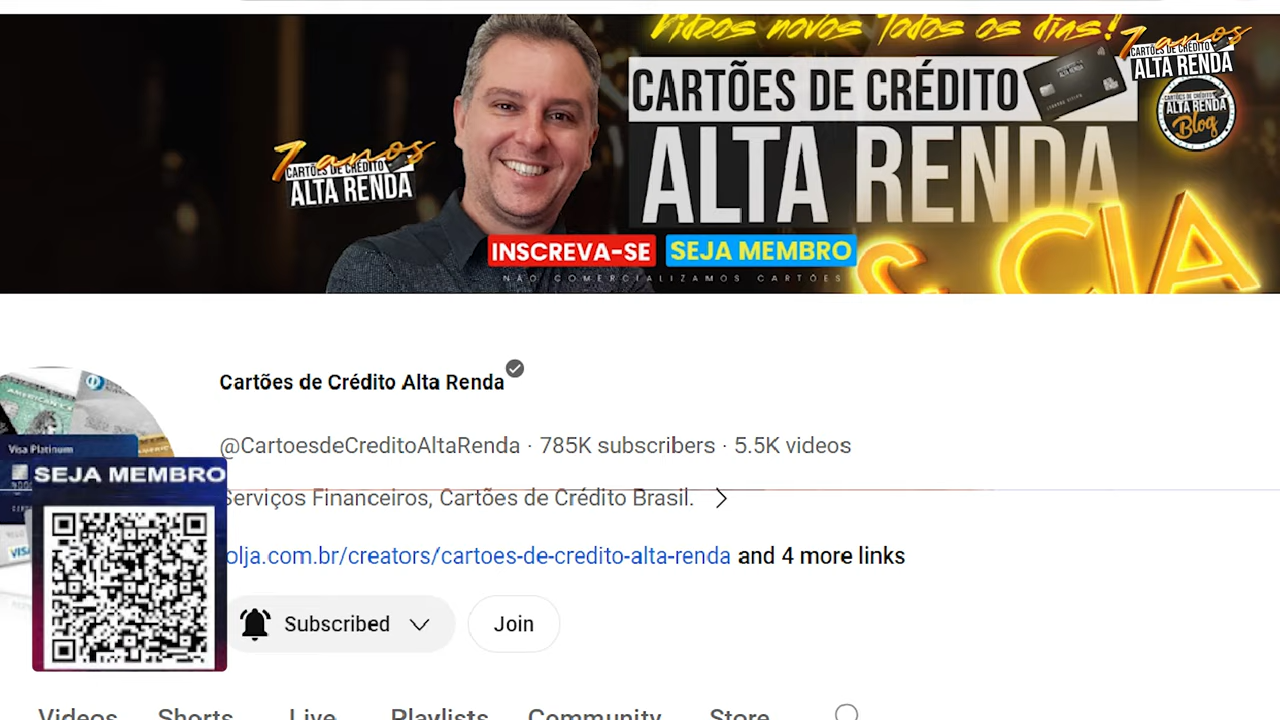 Videos novos Todos os dias!
7 anos
CARTÕES DE CRÉDITO
ALTA RENDA
CARTÕES DE CRÉDITO
ALTA RENDA
Blog
CARTÕES DE CRÉDITO
ALTA RENDA
& CIA
7 anos
CARTÕES DE CRÉDITO
ALTA RENDA
INSCREVA-SE SEJA MEMBRO
NÃO COMERCIALIZAMOS CARTÕES
Cartões de Crédito Alta Renda
@CartoesdeCreditoAltaRenda · 785K subscribers · 5.5K videos
Serviços Financeiros, Cartões de Crédito Brasil.
olja.com.br/creators/cartoes-de-credito-alta-renda and 4 more links
Visa Platinum
SEJA MEMBRO
VISA
Subscribed
Join
Videos Shorts Live Playlists Community Store